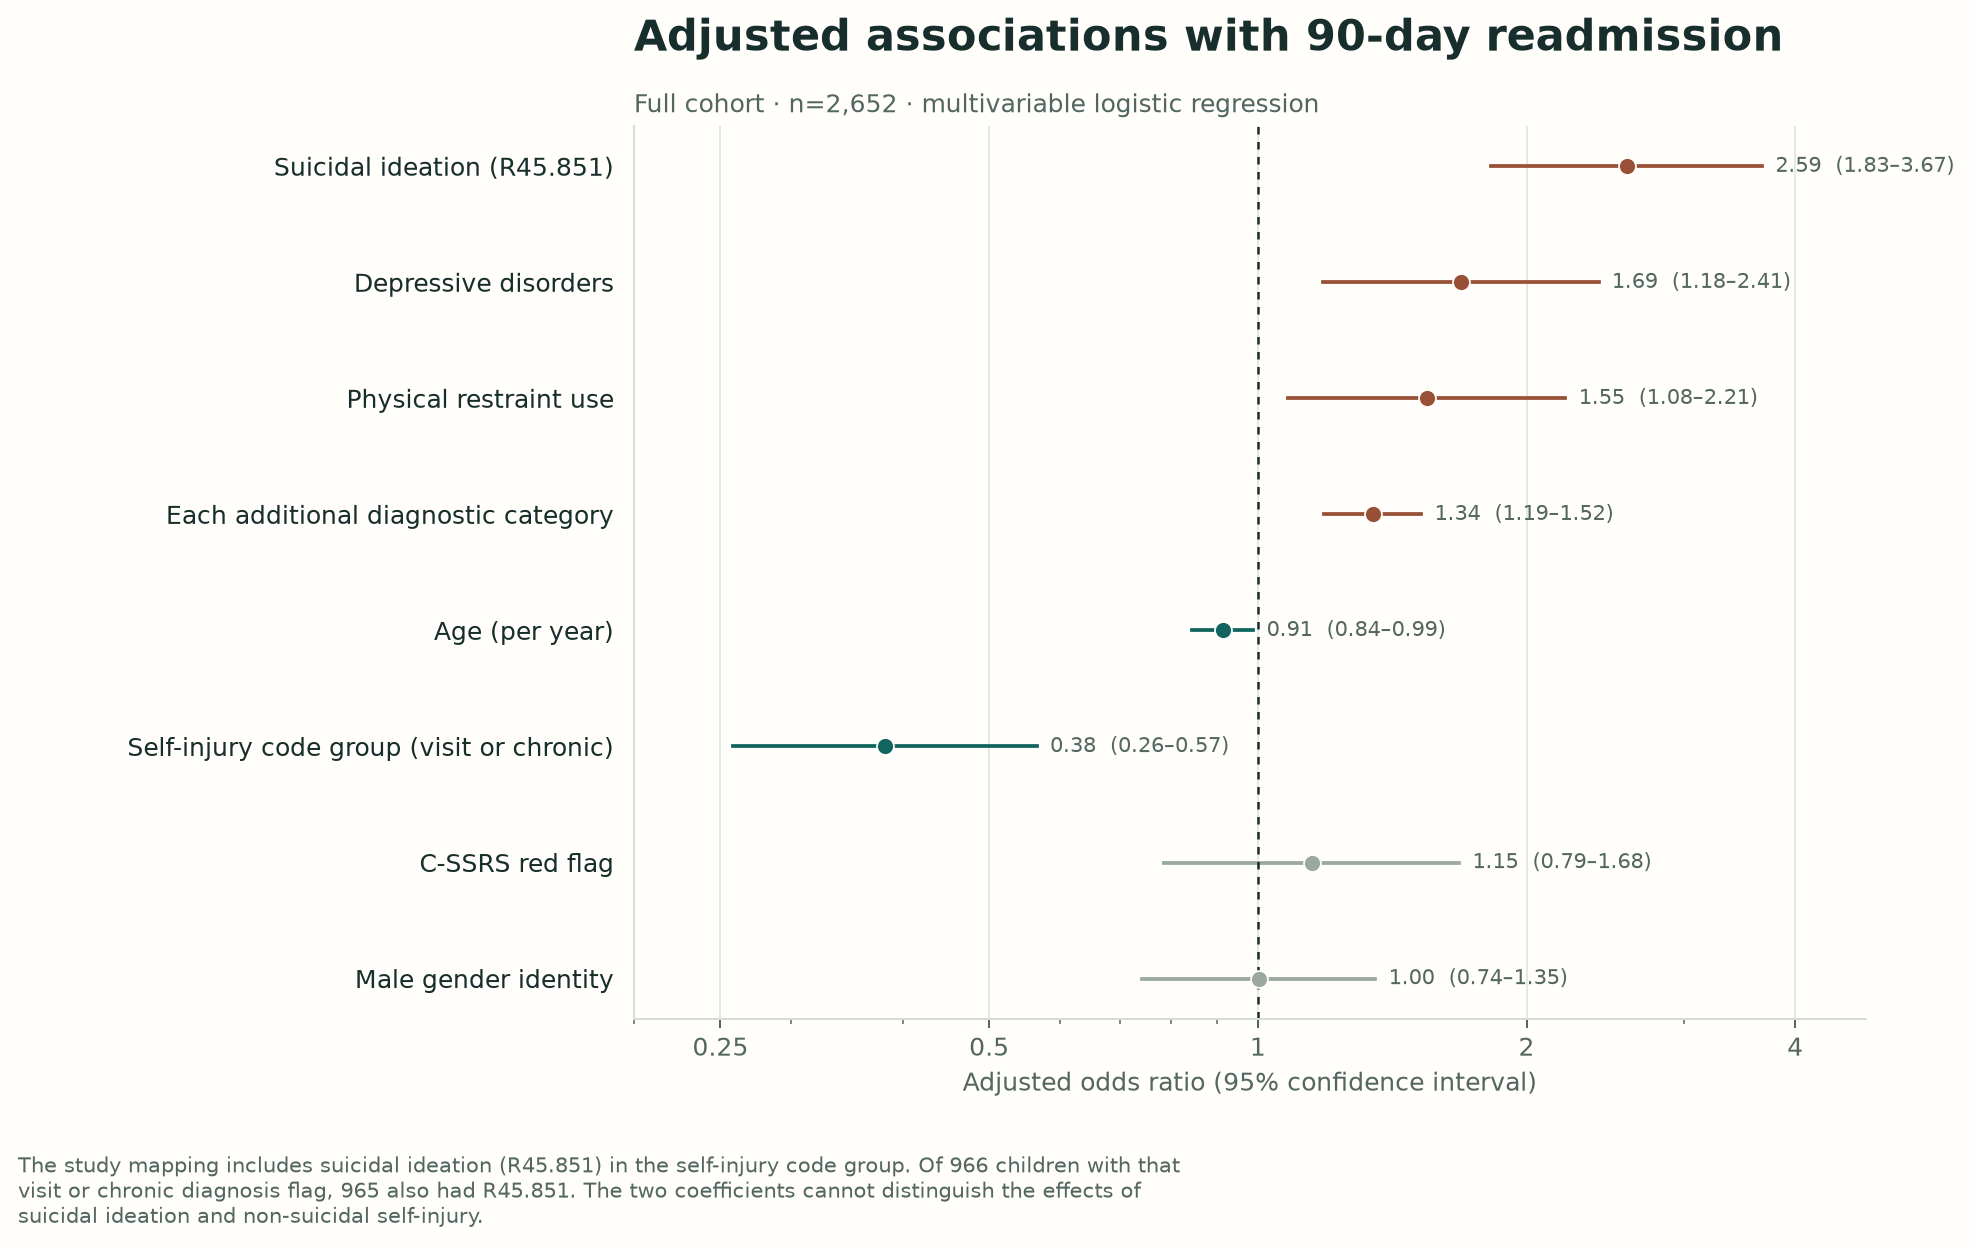 Adjusted associations with 90-day readmission
Full cohort · n=2,652 · multivariable logistic regression
Suicidal ideation (R45.851)
2.59 (1.83–3.67)
Depressive disorders
1.69 (1.18–2.41)
Physical restraint use
1.55 (1.08–2.21)
Each additional diagnostic category
1.34 (1.19–1.52)
Age (per year)
0.91 (0.84–0.99)
Self-injury code group (visit or chronic)
0.38 (0.26–0.57)
C-SSRS red flag
1.15 (0.79–1.68)
Male gender identity
1.00 (0.74–1.35)
0.25 0.5 1 2 4
Adjusted odds ratio (95% confidence interval)
The study mapping includes suicidal ideation (R45.851) in the self-injury code group. Of 966 children with that
visit or chronic diagnosis flag, 965 also had R45.851. The two coefficients cannot distinguish the effects of
suicidal ideation and non-suicidal self-injury.